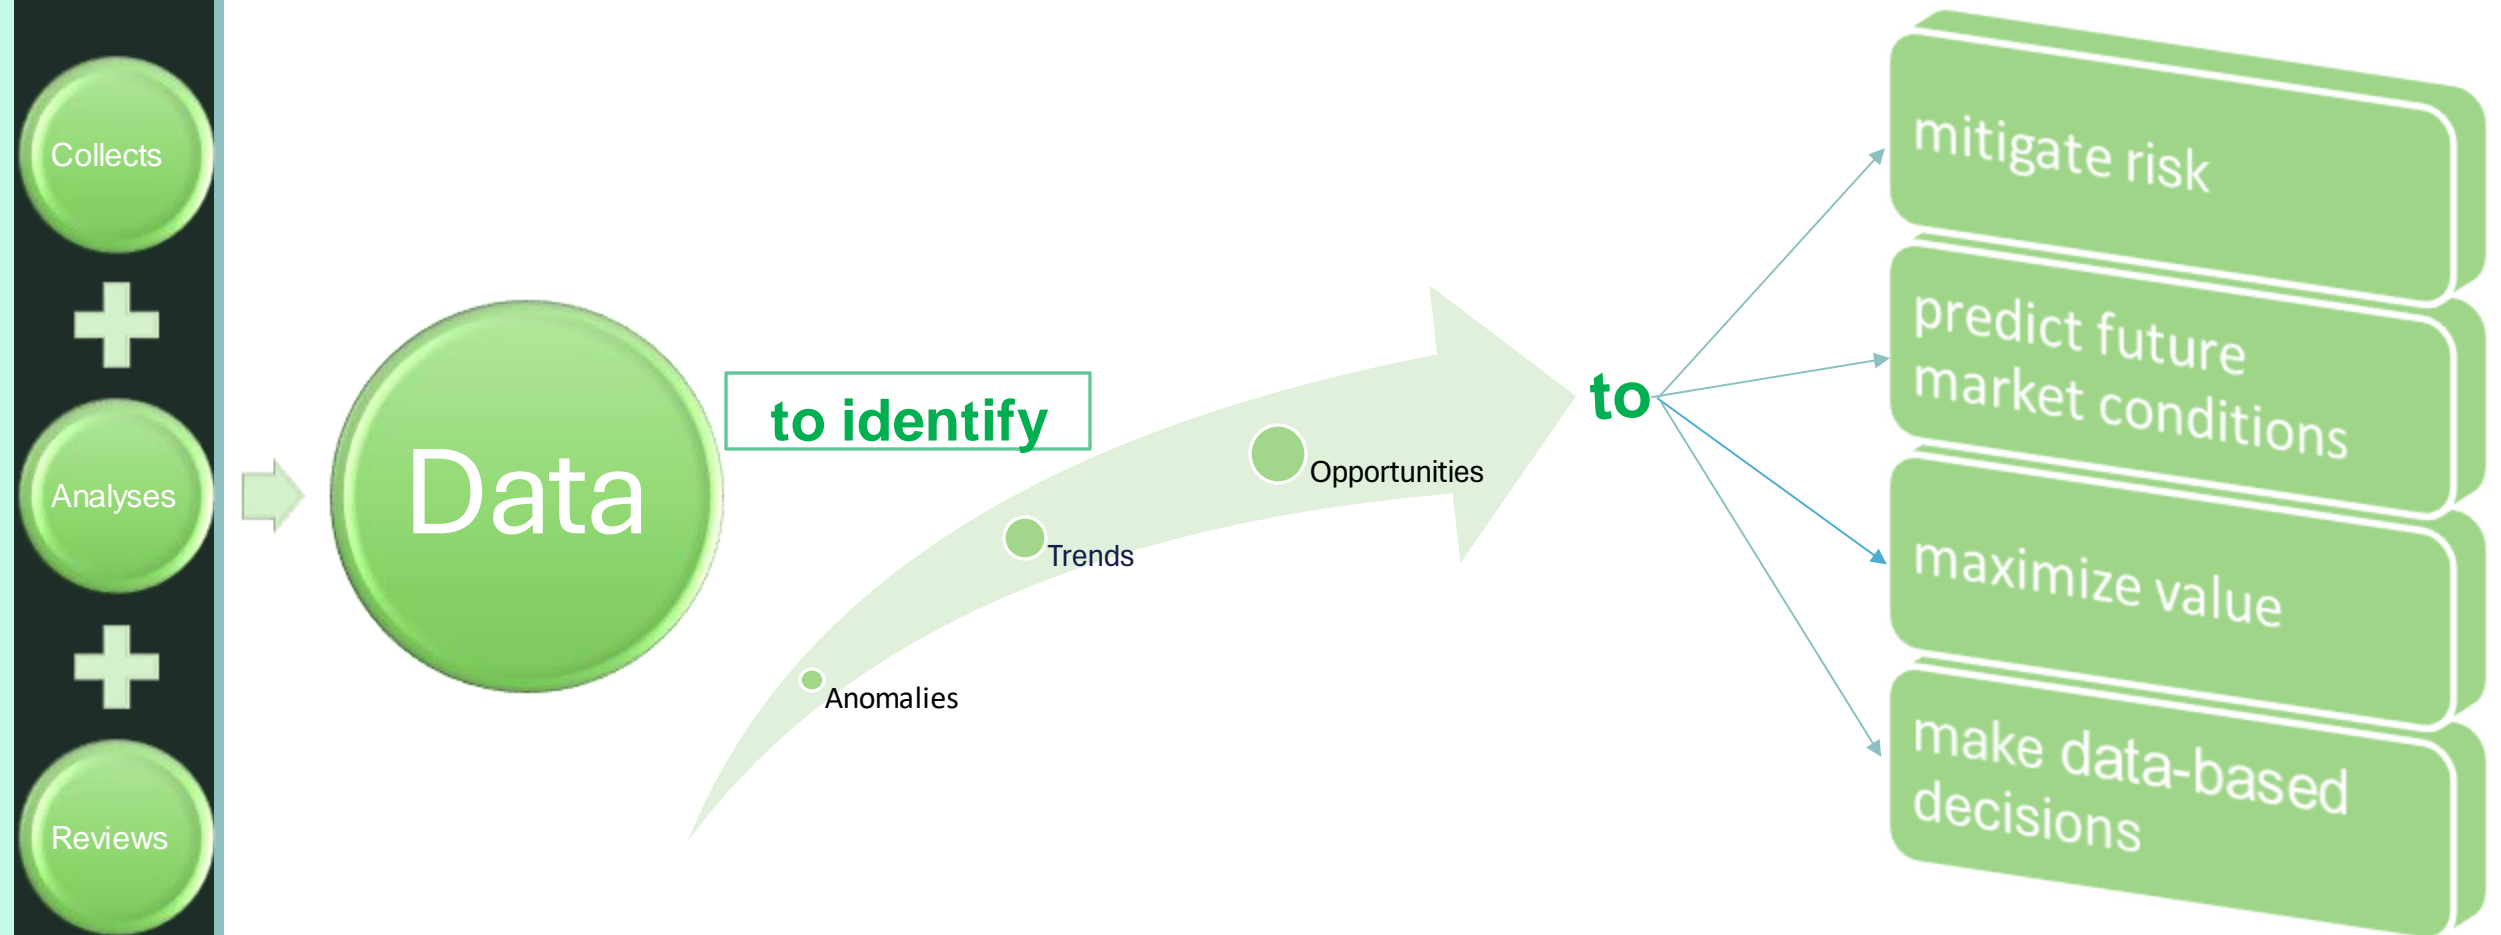 Collects
Analyses
Reviews
Data
to identify
Anomalies
Trends
Opportunities
to
mitigate risk
predict future
market conditions
maximize value
make data-based
decisions